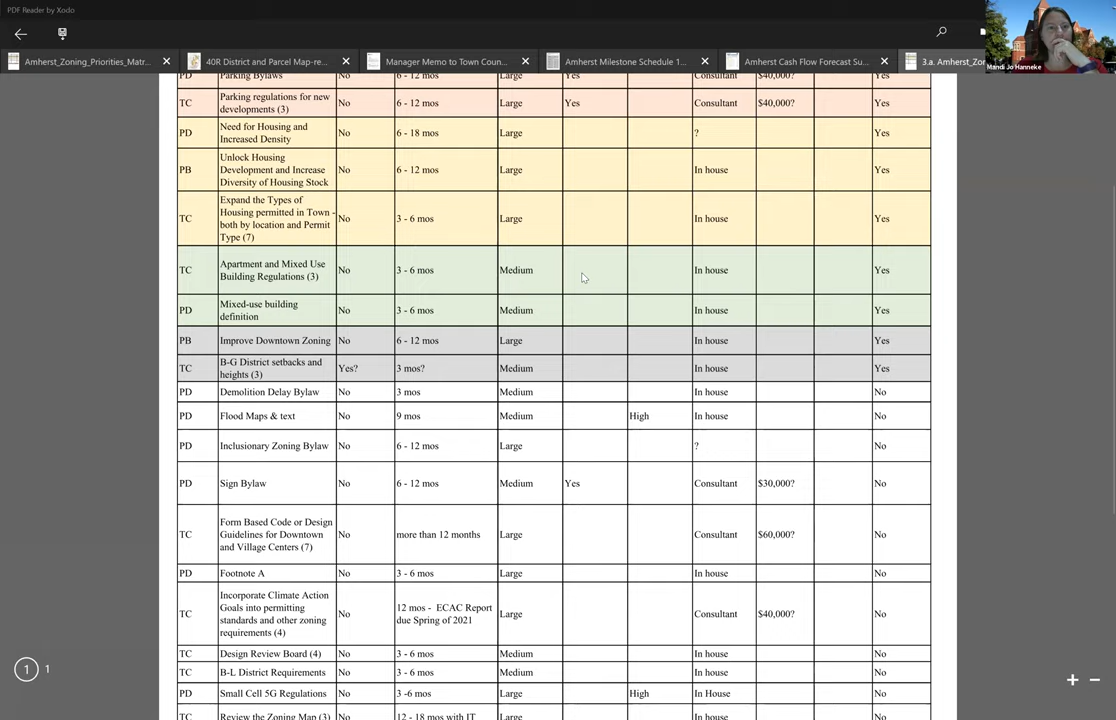 PDF Reader by Xodo
Amherst_Zoning_Priorities_Matr...
40R District and Parcel Map-re...
Manager Memo to Town Coun...
Amherst Milestone Schedule 1...
Amherst Cash Flow Forecast Su...
3.a. Amherst_Zo
Mandi Jo Hanneke
PD Parking Bylaws No 6 - 12 mos Large Yes Consultant $40,000? Yes
TC Parking regulations for new
developments (3) No 6 - 12 mos Large Yes Consultant $40,000? Yes
PD Need for Housing and
Increased Density No 6 - 18 mos Large ? Yes
PB Unlock Housing
Development and Increase
Diversity of Housing Stock No 6 - 12 mos Large In house Yes
TC Expand the Types of
Housing permitted in Town -
both by location and Permit
Type (7) No 3 - 6 mos Large In house Yes
TC Apartment and Mixed Use
Building Regulations (3) No 3 - 6 mos Medium In house Yes
PD Mixed-use building
definition No 3 - 6 mos Medium In house Yes
PB Improve Downtown Zoning No 6 - 12 mos Large In house Yes
TC B-G District setbacks and
heights (3) Yes? 3 mos? Medium In house Yes
PD Demolition Delay Bylaw No 3 mos Medium In house No
PD Flood Maps & text No 9 mos Medium High In house No
PD Inclusionary Zoning Bylaw No 6 - 12 mos Large ? No
PD Sign Bylaw No 6 - 12 mos Medium Yes Consultant $30,000? No
TC Form Based Code or Design
Guidelines for Downtown
and Village Centers (7) No more than 12 months Large Consultant $60,000? No
PD Footnote A No 3 - 6 mos Large In house No
TC Incorporate Climate Action
Goals into permitting
standards and other zoning
requirements (4) No 12 mos - ECAC Report
due Spring of 2021 Large Consultant $40,000? No
TC Design Review Board (4) No 3 - 6 mos Medium In house No
TC B-L District Requirements No 3 - 6 mos Medium In house No
PD Small Cell 5G Regulations No 3 -6 mos Large High In House No
TC Review the Zoning Map (3) No 12 - 18 mos with IT Large In house No
1 1